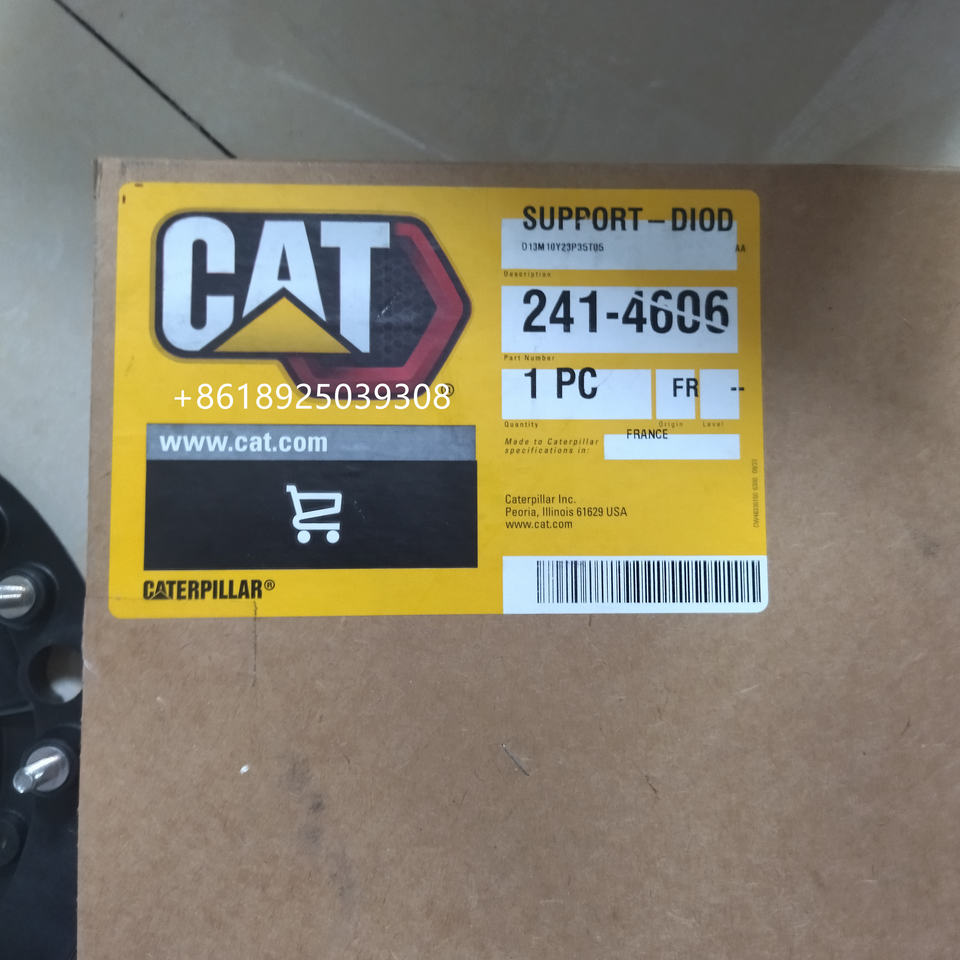 CAT
®
+8618925039308
www.cat.com
CATERPILLAR®
SUPPORT-DIOD
D13M10Y23P35T05 AA
Description
241-4606
Part Number
1 PC FR --
Quantity Origin Level
Made to Caterpillar
specifications in: FRANCE
Caterpillar Inc.
Peoria, Illinois 61629 USA
www.cat.com